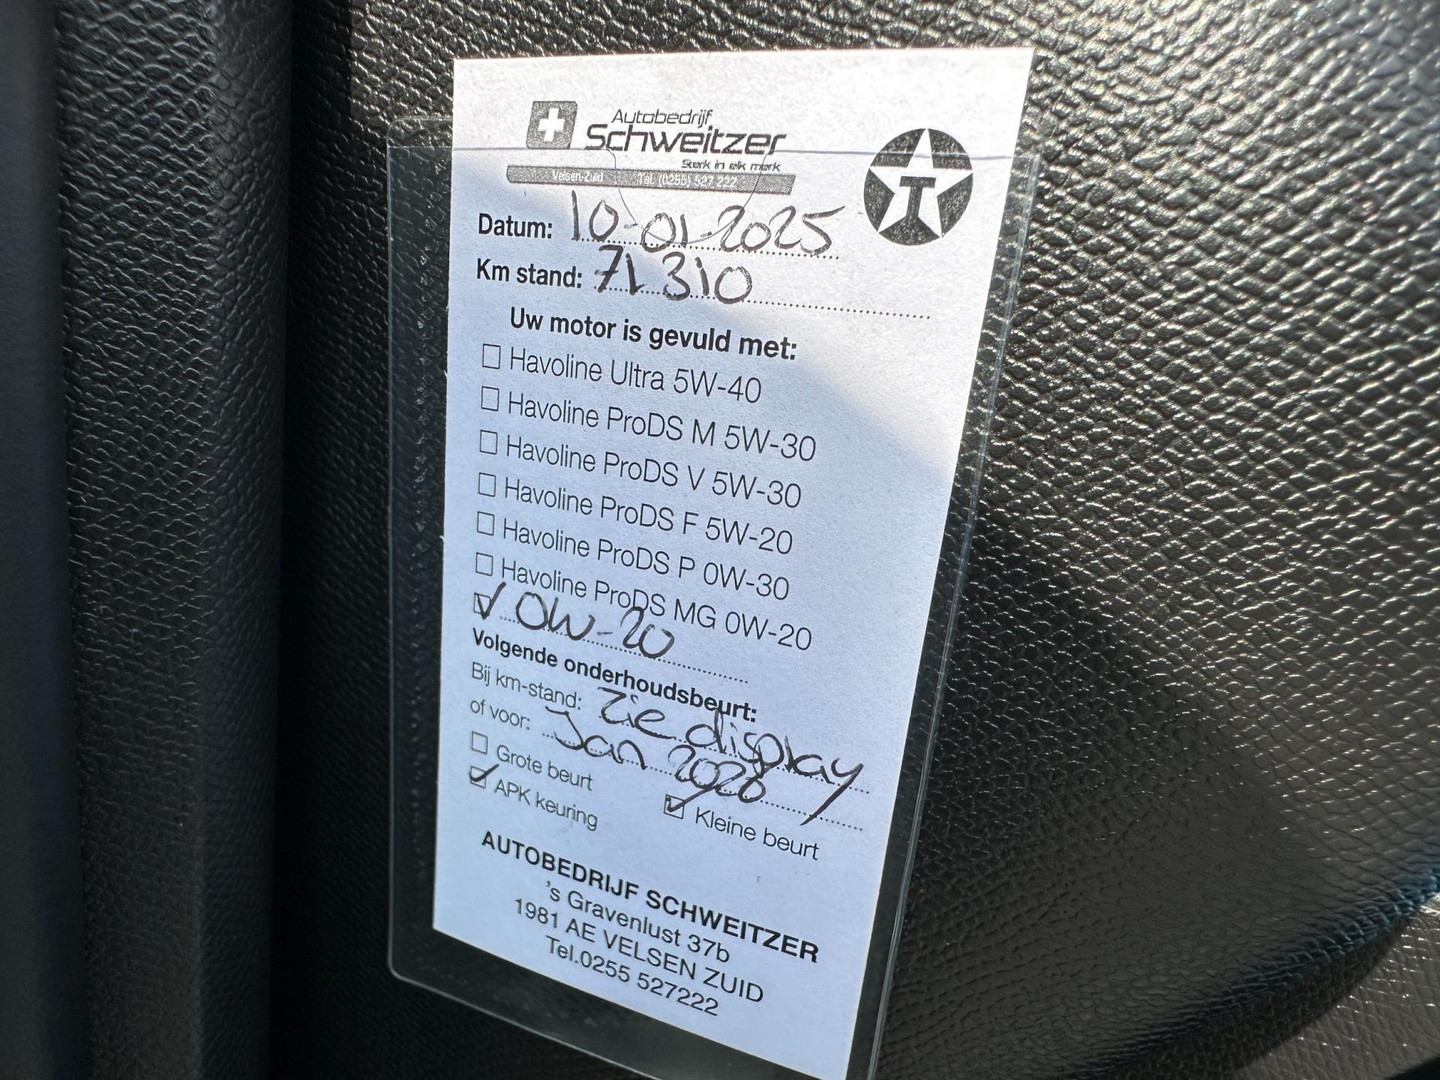 Autobedrijf
Schweitzer
Sterk in elk merk
Velsen-Zuid Tel. (0255) 527 222
T
Datum: 10-01-2025
Km stand: 71.310
Uw motor is gevuld met:
☐ Havoline Ultra 5W-40
☐ Havoline ProDS M 5W-30
☐ Havoline ProDS V 5W-30
☐ Havoline ProDS F 5W-20
☐ Havoline ProDS P 0W-30
☐ Havoline ProDS MG 0W-20
☑ 0W-20
Volgende onderhoudsbeurt:
Bij km-stand: zie display
of voor: Jan 2026
☐ Grote beurt
☑ APK keuring ☑ Kleine beurt
AUTOBEDRIJF SCHWEITZER
's Gravenlust 37b
1981 AE VELSEN ZUID
Tel.0255 527222